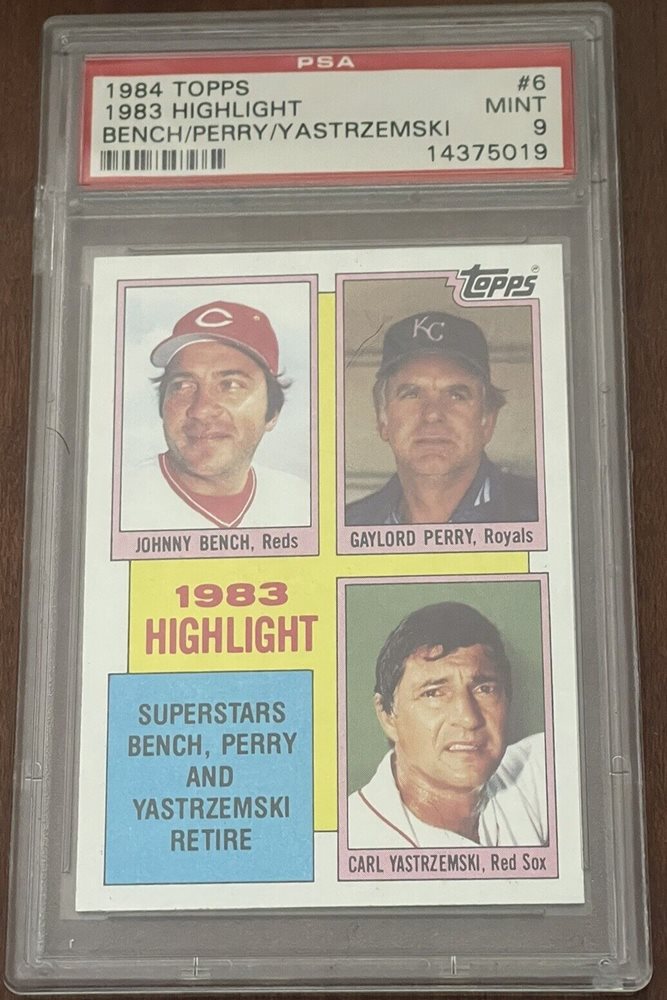 PSA
1984 TOPPS #6
1983 HIGHLIGHT MINT
BENCH/PERRY/YASTRZEMSKI 9
14375019
Topps
C
KC
JOHNNY BENCH, Reds
GAYLORD PERRY, Royals
1983
HIGHLIGHT
SUPERSTARS
BENCH, PERRY
AND
YASTRZEMSKI
RETIRE
CARL YASTRZEMSKI, Red Sox